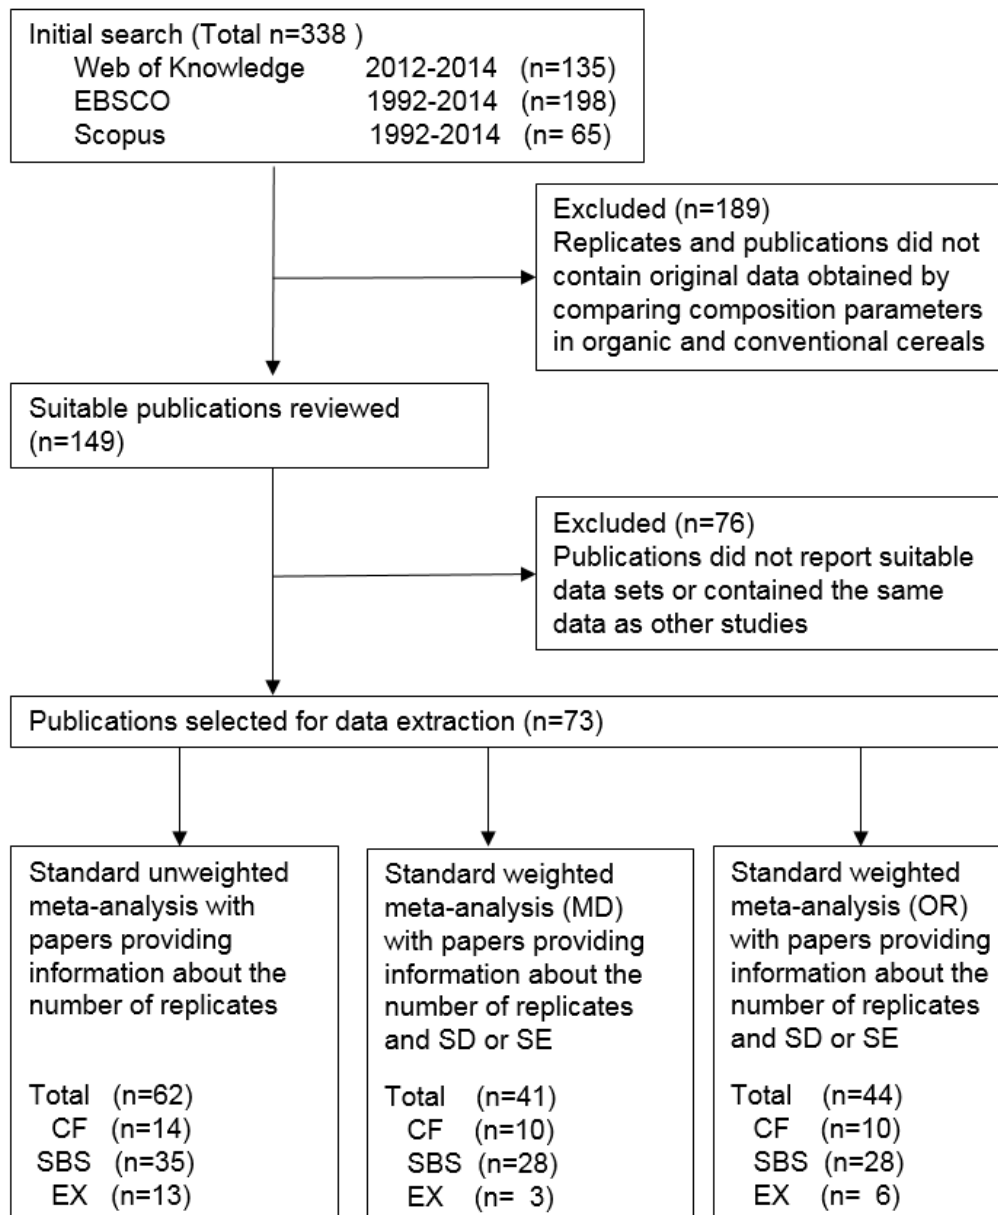 Initial search (Total n=338 )
Web of Knowledge 2012-2014 (n=135)
EBSCO 1992-2014 (n=198)
Scopus 1992-2014 (n= 65)
Excluded (n=189)
Replicates and publications did not
contain original data obtained by
comparing composition parameters
in organic and conventional cereals
Suitable publications reviewed
(n=149)
Excluded (n=76)
Publications did not report suitable
data sets or contained the same
data as other studies
Publications selected for data extraction (n=73)
Standard unweighted
meta-analysis with
papers providing
information about the
number of replicates
Total (n=62)
CF (n=14)
SBS (n=35)
EX (n=13)
Standard weighted
meta-analysis (MD)
with papers providing
information about the
number of replicates
and SD or SE
Total (n=41)
CF (n=10)
SBS (n=28)
EX (n= 3)
Standard weighted
meta-analysis (OR)
with papers providing
information about the
number of replicates
and SD or SE
Total (n=44)
CF (n=10)
SBS (n=28)
EX (n= 6)